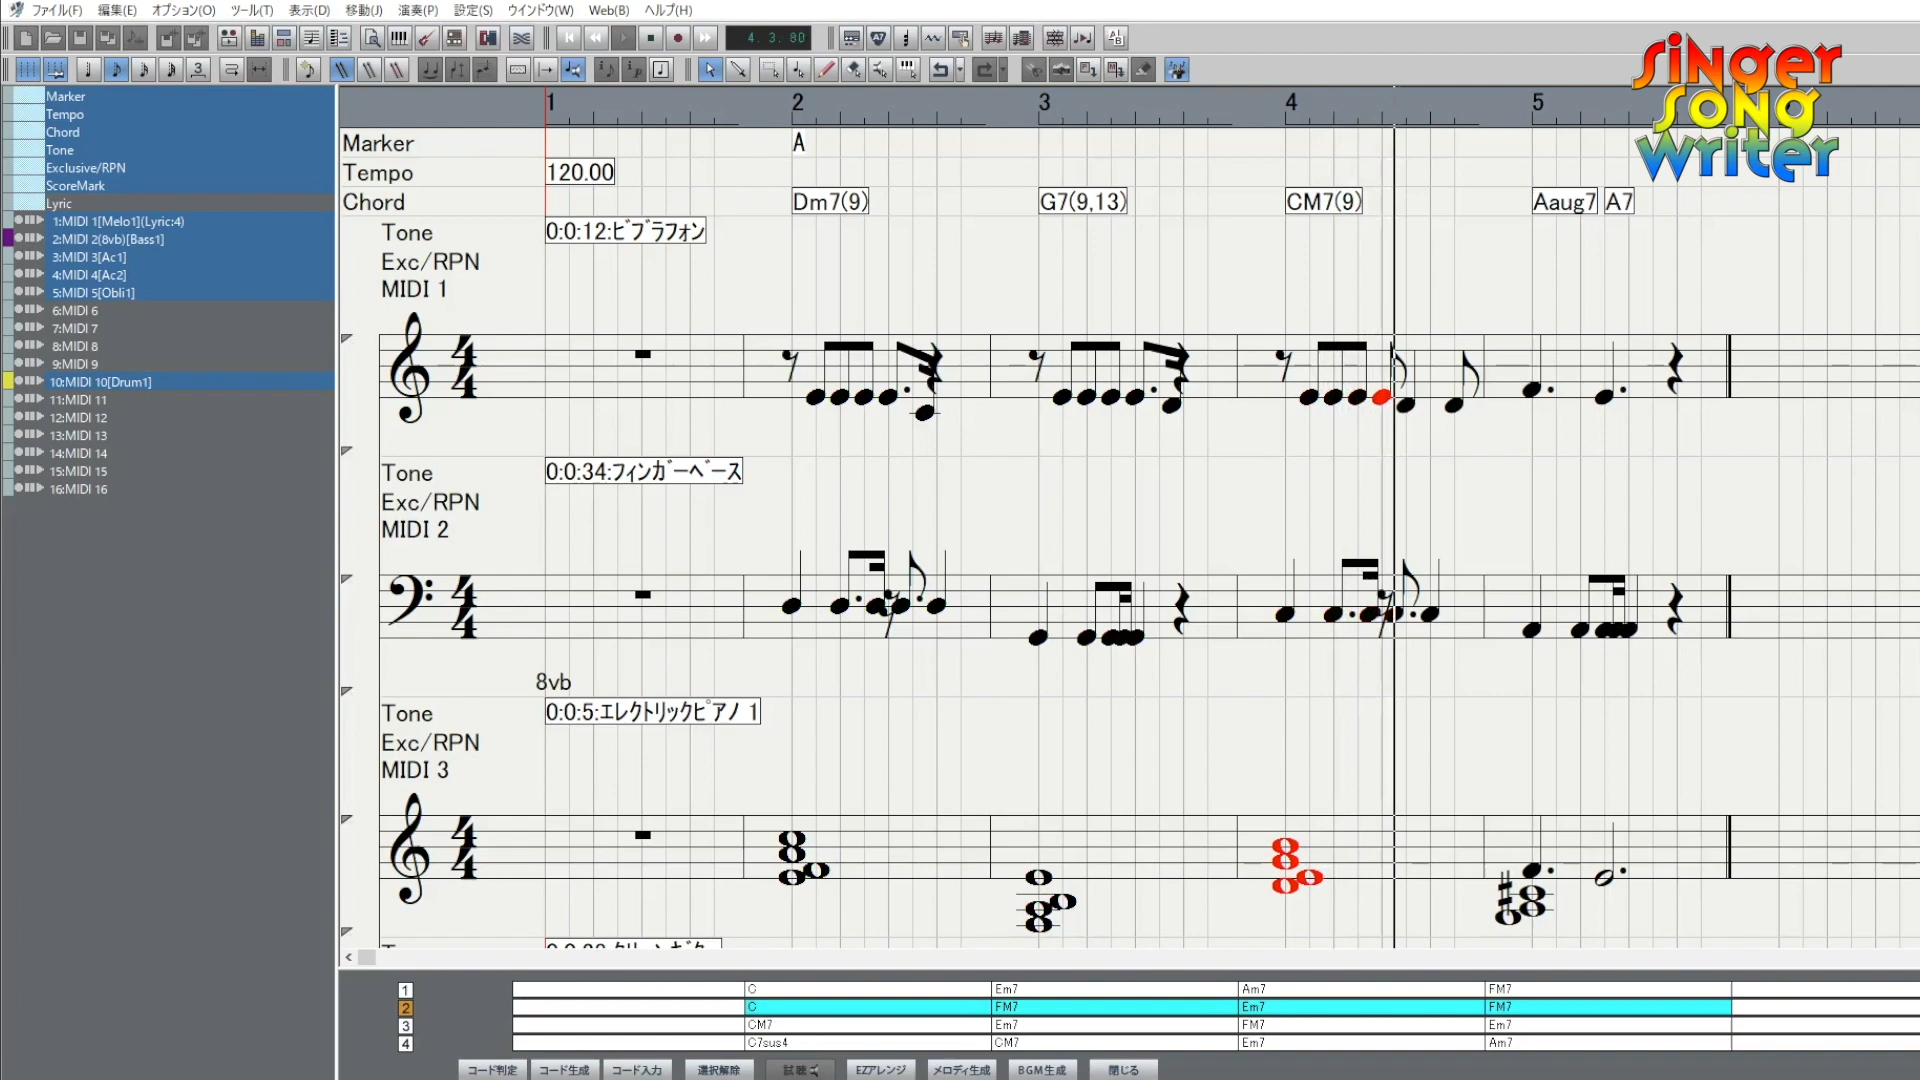 ファイル(F) 編集(E) オプション(O) ツール(T) 表示(D) 移動(J) 演奏(P) 設定(S) ウインドウ(W) Web(B) ヘルプ(H)
4. 3. 80
Singer
Song
Writer
Marker
Tempo
Chord
Tone
Exclusive/RPN
ScoreMark
Lyric
1:MIDI 1[Melo1](Lyric:4)
2:MIDI 2(8vb)[Bass1]
3:MIDI 3[Ac1]
4:MIDI 4[Ac2]
5:MIDI 5[Obli1]
6:MIDI 6
7:MIDI 7
8:MIDI 8
9:MIDI 9
10:MIDI 10[Drum1]
11:MIDI 11
12:MIDI 12
13:MIDI 13
14:MIDI 14
15:MIDI 15
16:MIDI 16
1 2 3 4 5
Marker A
Tempo 120.00
Chord Dm7(9) G7(9,13) CM7(9) Aaug7 A7
Tone 0:0:12:ﾋﾞﾌﾞﾗﾌｫﾝ
Exc/RPN
MIDI 1
4
4
Tone 0:0:34:ﾌｨﾝｶﾞｰﾍﾞｰｽ
Exc/RPN
MIDI 2
4
4
8vb
Tone 0:0:5:ｴﾚｸﾄﾘｯｸﾋﾟｱﾉ 1
Exc/RPN
MIDI 3
4
4
1 C Em7 Am7 FM7
2 C FM7 Em7 FM7
3 CM7 Em7 FM7 Em7
4 C7sus4 CM7 Em7 Am7
コード判定 コード生成 コード入力 選択解除 試聴 EZアレンジ メロディ生成 BGM生成 閉じる